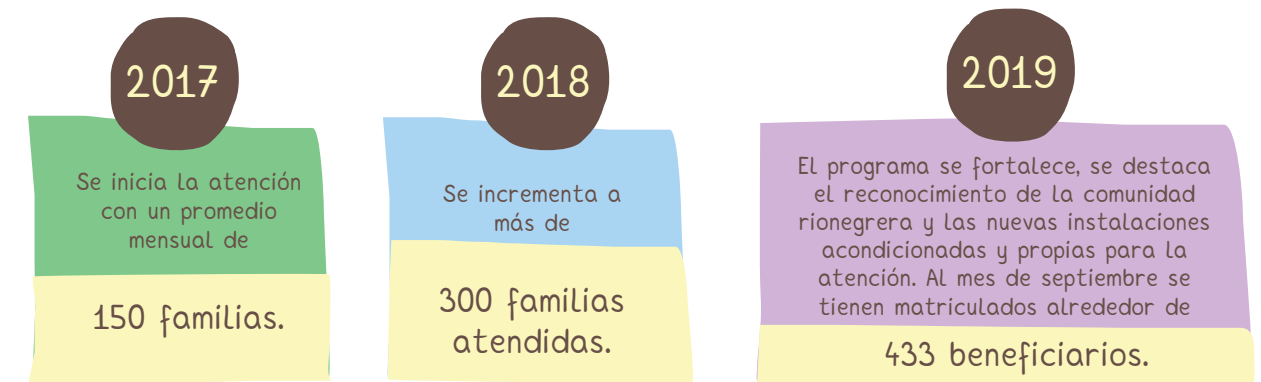 2017
Se inicia la atención
con un promedio
mensual de
150 familias.
2018
Se incrementa a
más de
300 familias
atendidas.
2019
El programa se fortalece, se destaca
el reconocimiento de la comunidad
rionegrera y las nuevas instalaciones
acondicionadas y propias para la
atención. Al mes de septiembre se
tienen matriculados alrededor de
433 beneficiarios.